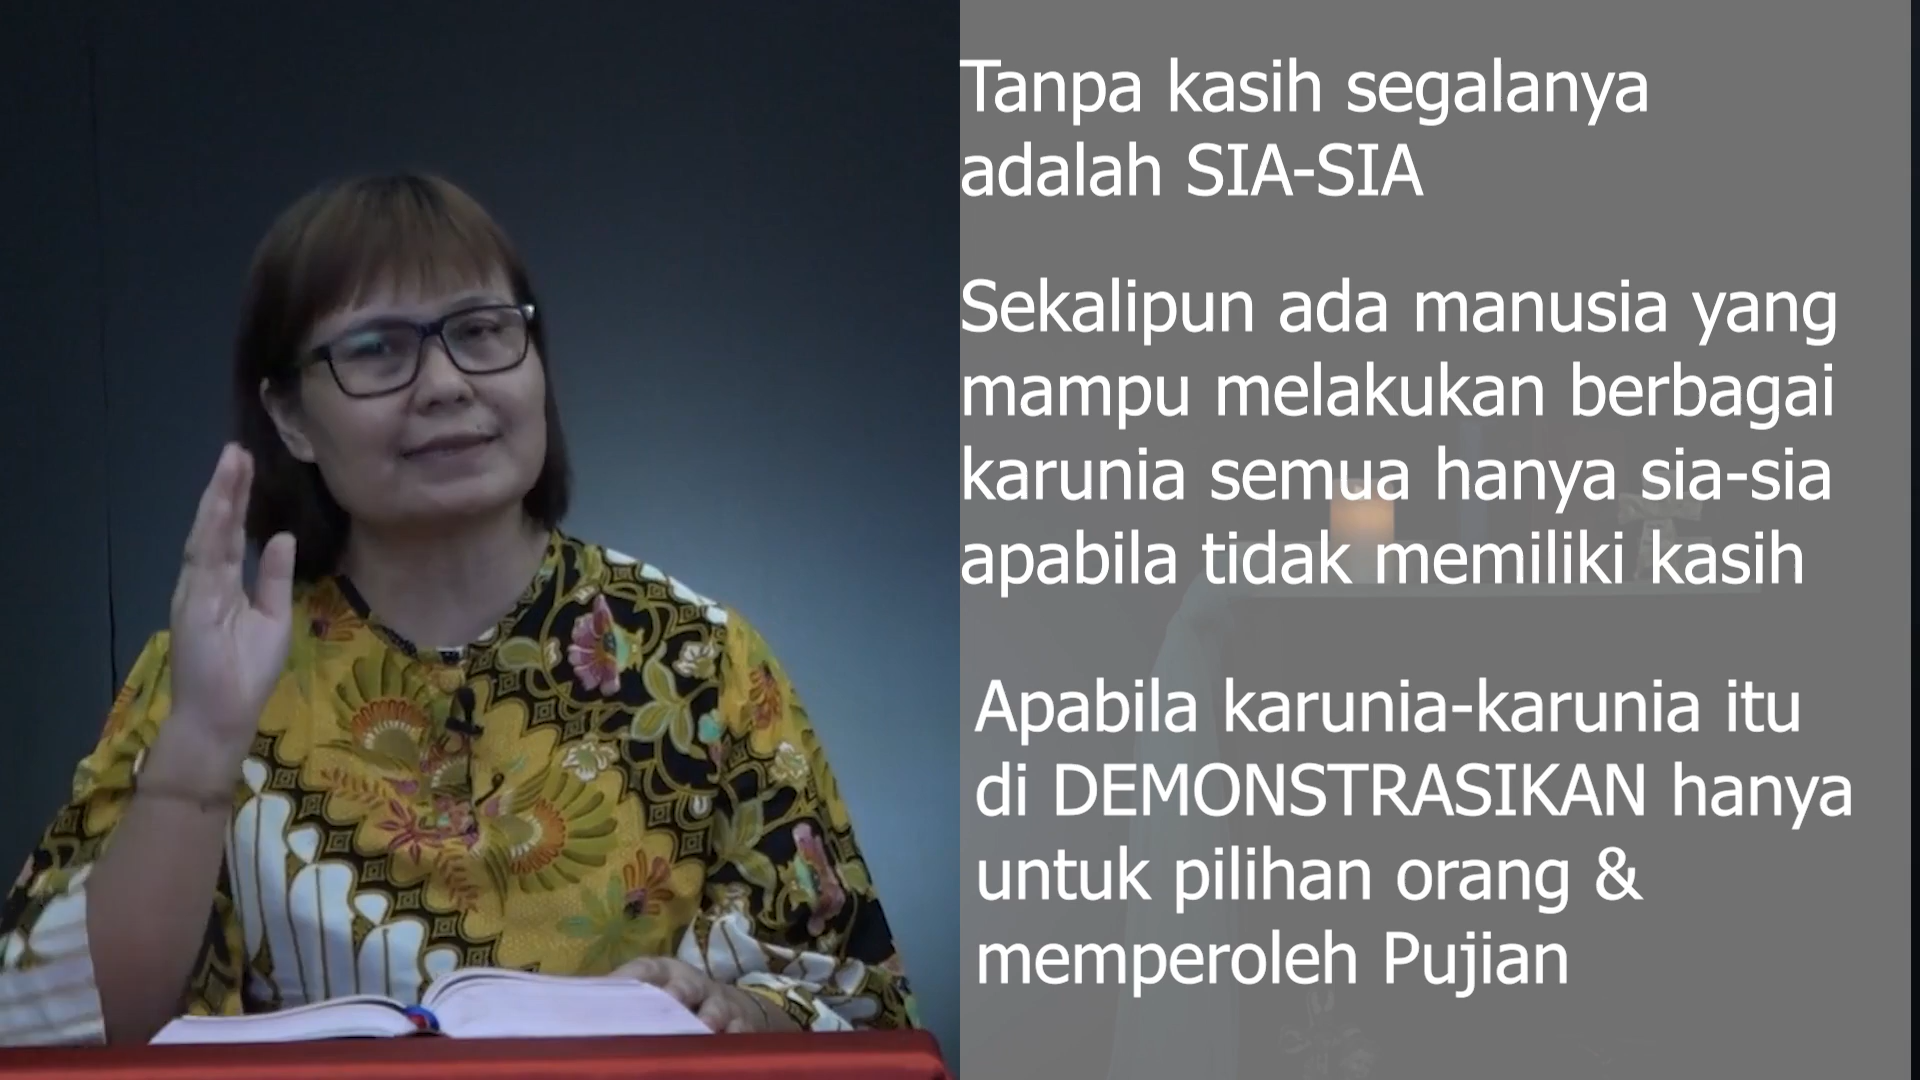 Tanpa kasih segalanya
adalah SIA-SIA
Sekalipun ada manusia yang
mampu melakukan berbagai
karunia semua hanya sia-sia
apabila tidak memiliki kasih
Apabila karunia-karunia itu
di DEMONSTRASIKAN hanya
untuk pilihan orang &
memperoleh Pujian